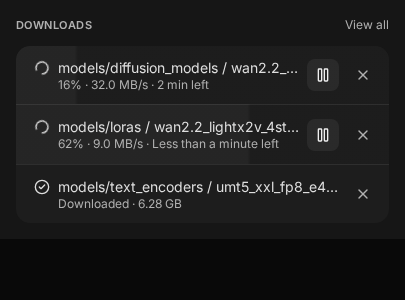 DOWNLOADS
View all
models/diffusion_models / wan2.2_...
16% · 32.0 MB/s · 2 min left
models/loras / wan2.2_lightx2v_4st...
62% · 9.0 MB/s · Less than a minute left
models/text_encoders / umt5_xxl_fp8_e4...
Downloaded · 6.28 GB